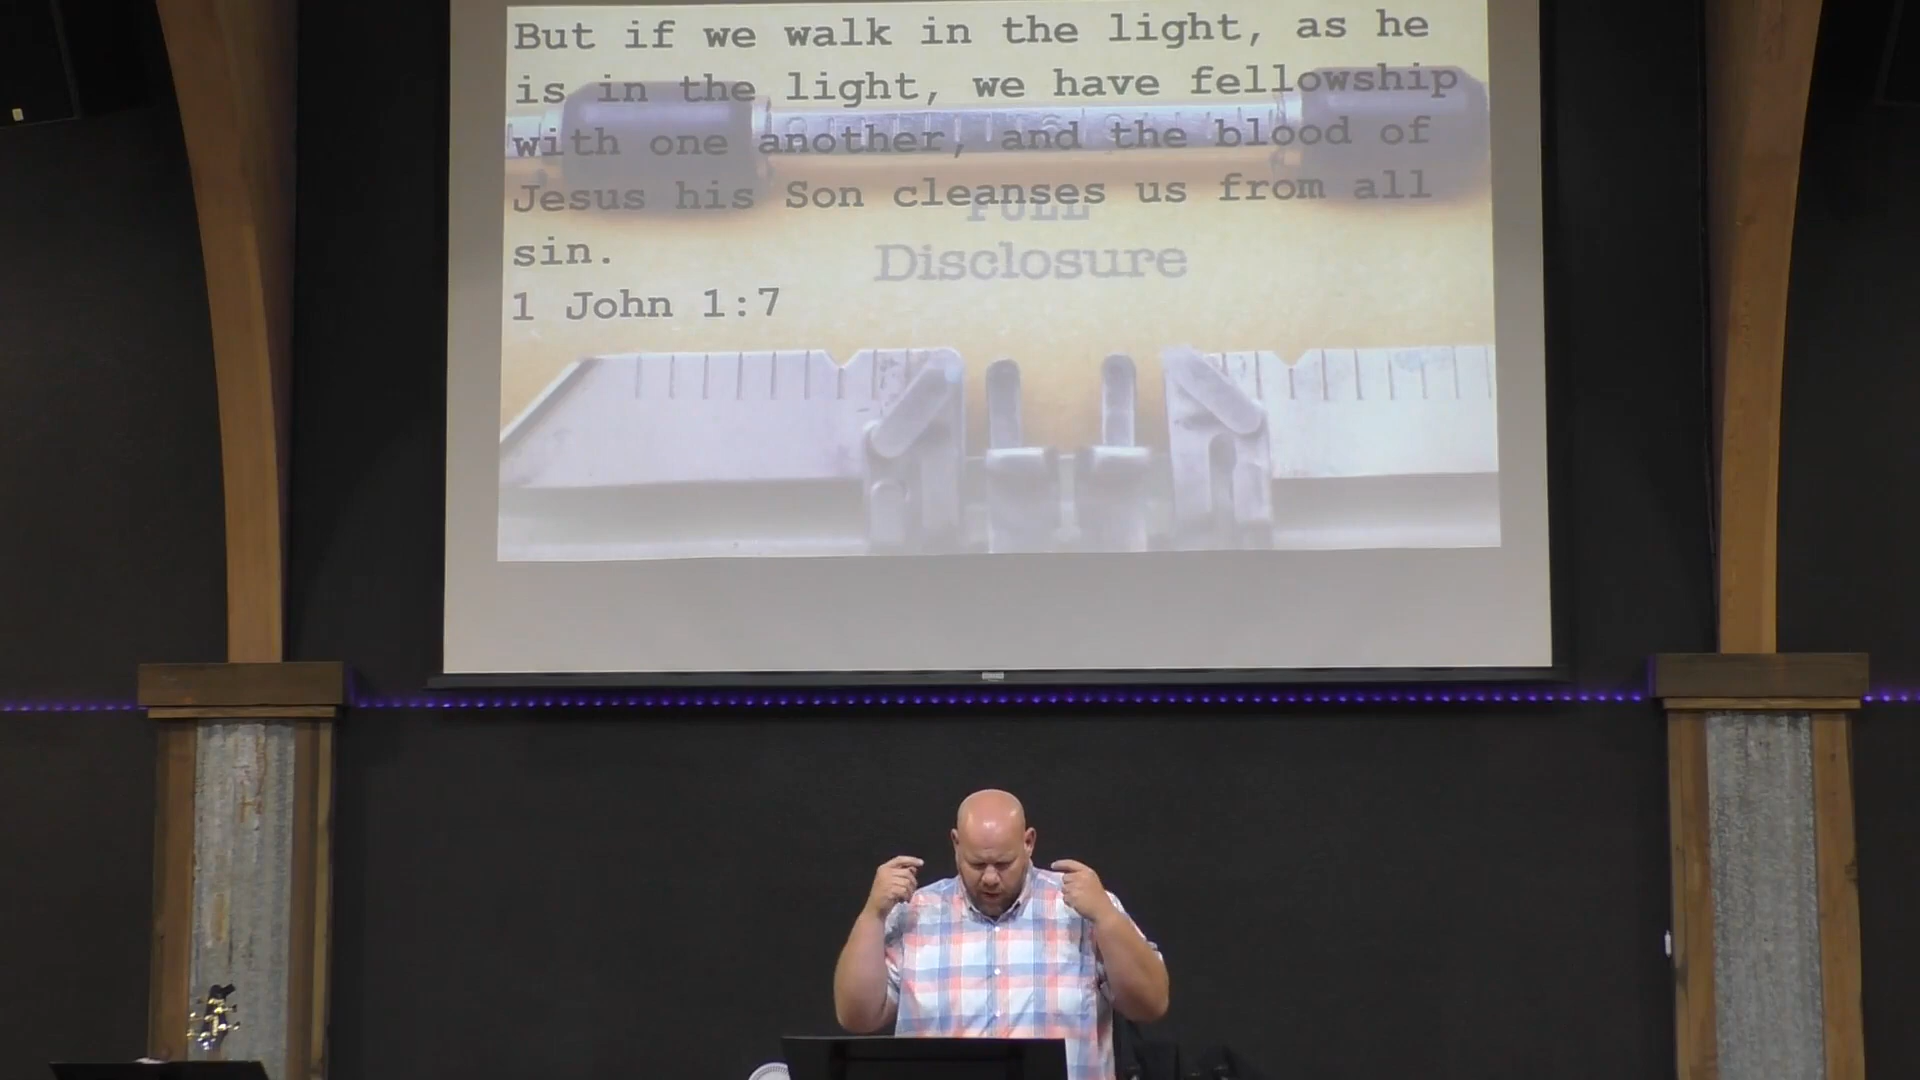 But if we walk in the light, as he
is in the light, we have fellowship
with one another, and the blood of
Jesus his Son cleanses us from all
sin.
1 John 1:7
FULL
Disclosure